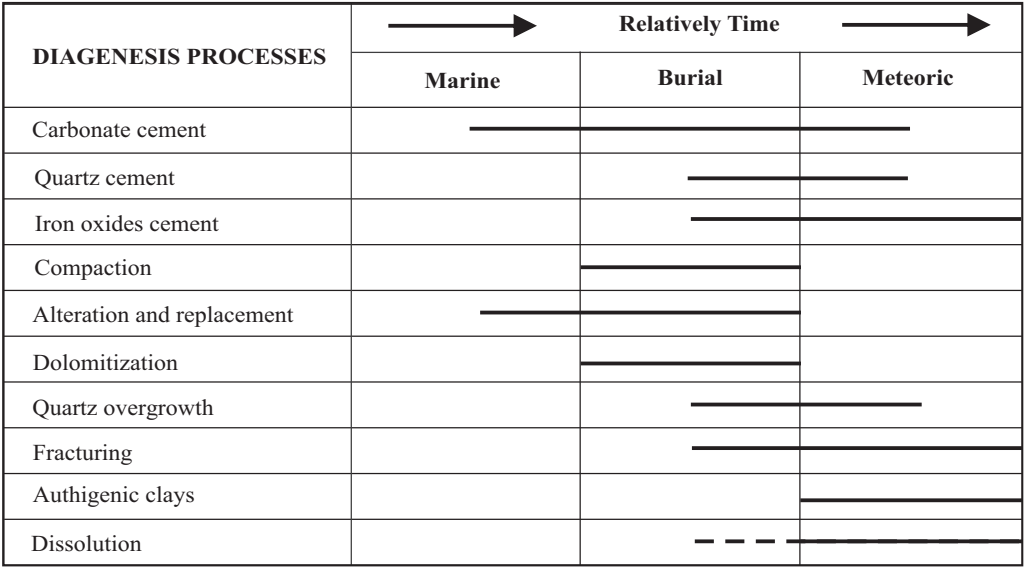 DIAGENESIS PROCESSES
Relatively Time
Marine
Burial
Meteoric
Carbonate cement
Quartz cement
Iron oxides cement
Compaction
Alteration and replacement
Dolomitization
Quartz overgrowth
Fracturing
Authigenic clays
Dissolution